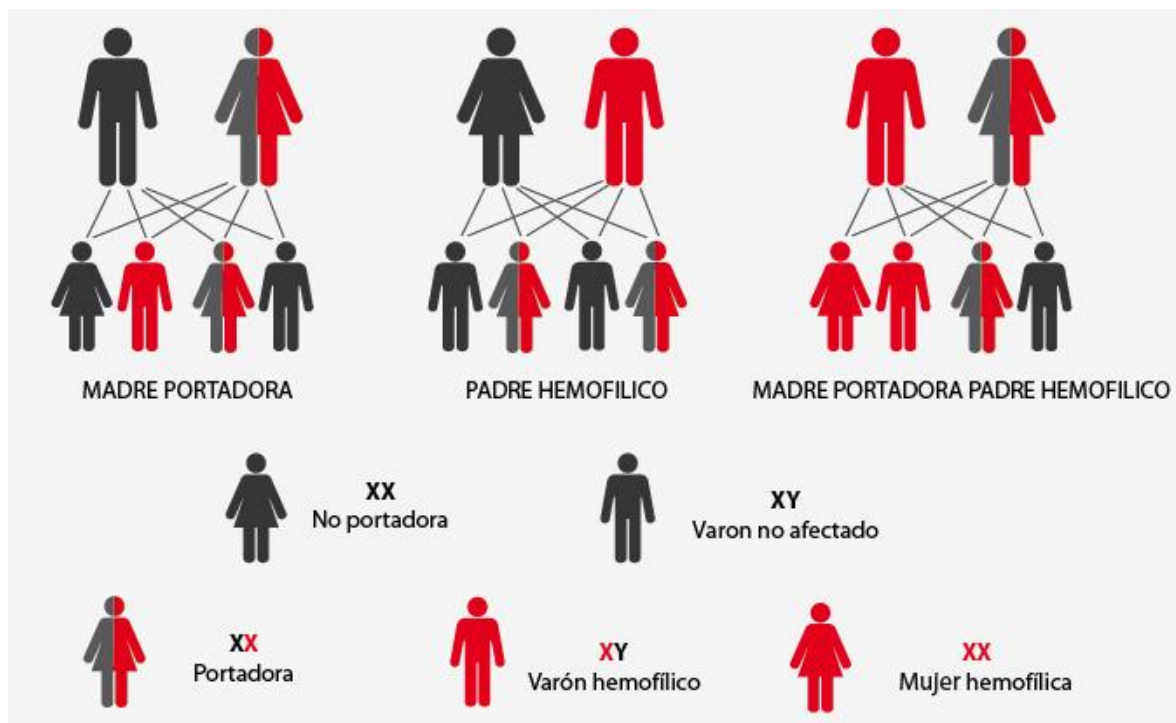 MADRE PORTADORA
PADRE HEMOFILICO
MADRE PORTADORA PADRE HEMOFILICO
XX
No portadora
XY
Varon no afectado
XX
Portadora
XY
Varón hemofílico
XX
Mujer hemofílica